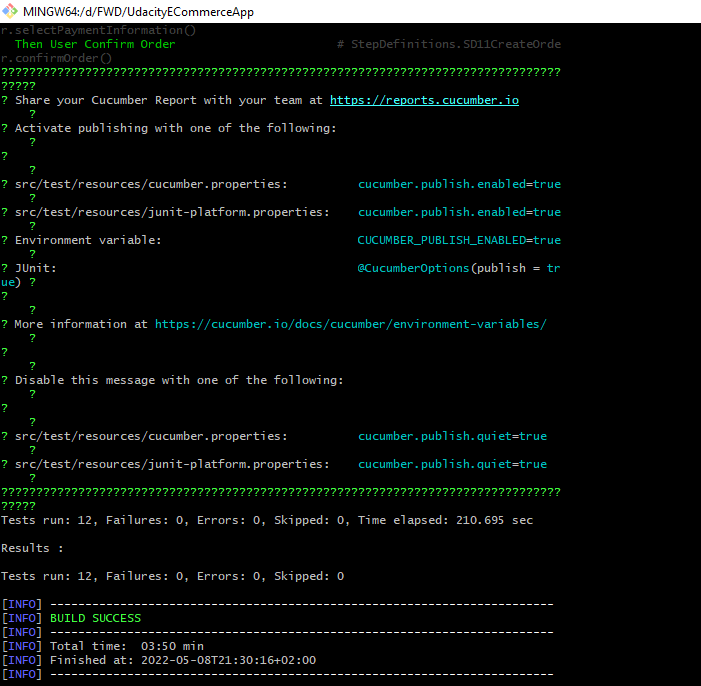 MINGW64:/d/FWD/UdacityECommerceApp
r.selectPaymentInformation()
Then User Confirm Order # StepDefinitions.SD11CreateOrde
r.confirmOrder()
????????????????????????????????????????????????????????????????????????????????
?????
? Share your Cucumber Report with your team at https://reports.cucumber.io
?
? Activate publishing with one of the following:
?
?
?
? src/test/resources/cucumber.properties: cucumber.publish.enabled=true
?
? src/test/resources/junit-platform.properties: cucumber.publish.enabled=true
?
? Environment variable: CUCUMBER_PUBLISH_ENABLED=true
?
? JUnit: @CucumberOptions(publish = tr
ue) ?
?
?
? More information at https://cucumber.io/docs/cucumber/environment-variables/
?
?
?
? Disable this message with one of the following:
?
?
?
? src/test/resources/cucumber.properties: cucumber.publish.quiet=true
?
? src/test/resources/junit-platform.properties: cucumber.publish.quiet=true
?
????????????????????????????????????????????????????????????????????????????????
?????
Tests run: 12, Failures: 0, Errors: 0, Skipped: 0, Time elapsed: 210.695 sec
Results :
Tests run: 12, Failures: 0, Errors: 0, Skipped: 0
[INFO] ------------------------------------------------------------------------
[INFO] BUILD SUCCESS
[INFO] ------------------------------------------------------------------------
[INFO] Total time: 03:50 min
[INFO] Finished at: 2022-05-08T21:30:16+02:00
[INFO] ------------------------------------------------------------------------